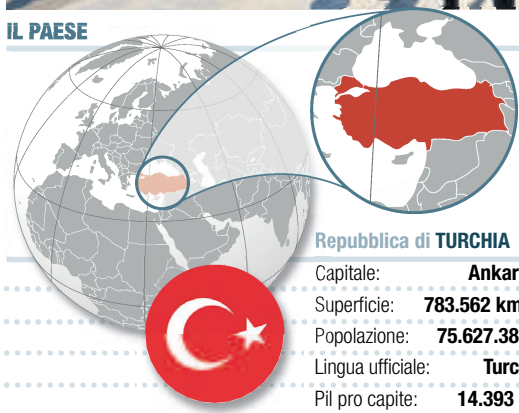 IL PAESE
Repubblica di TURCHIA
Capitale: Ankar
Superficie: 783.562 km
Popolazione: 75.627.38
Lingua ufficiale: Turc
Pil pro capite: 14.393